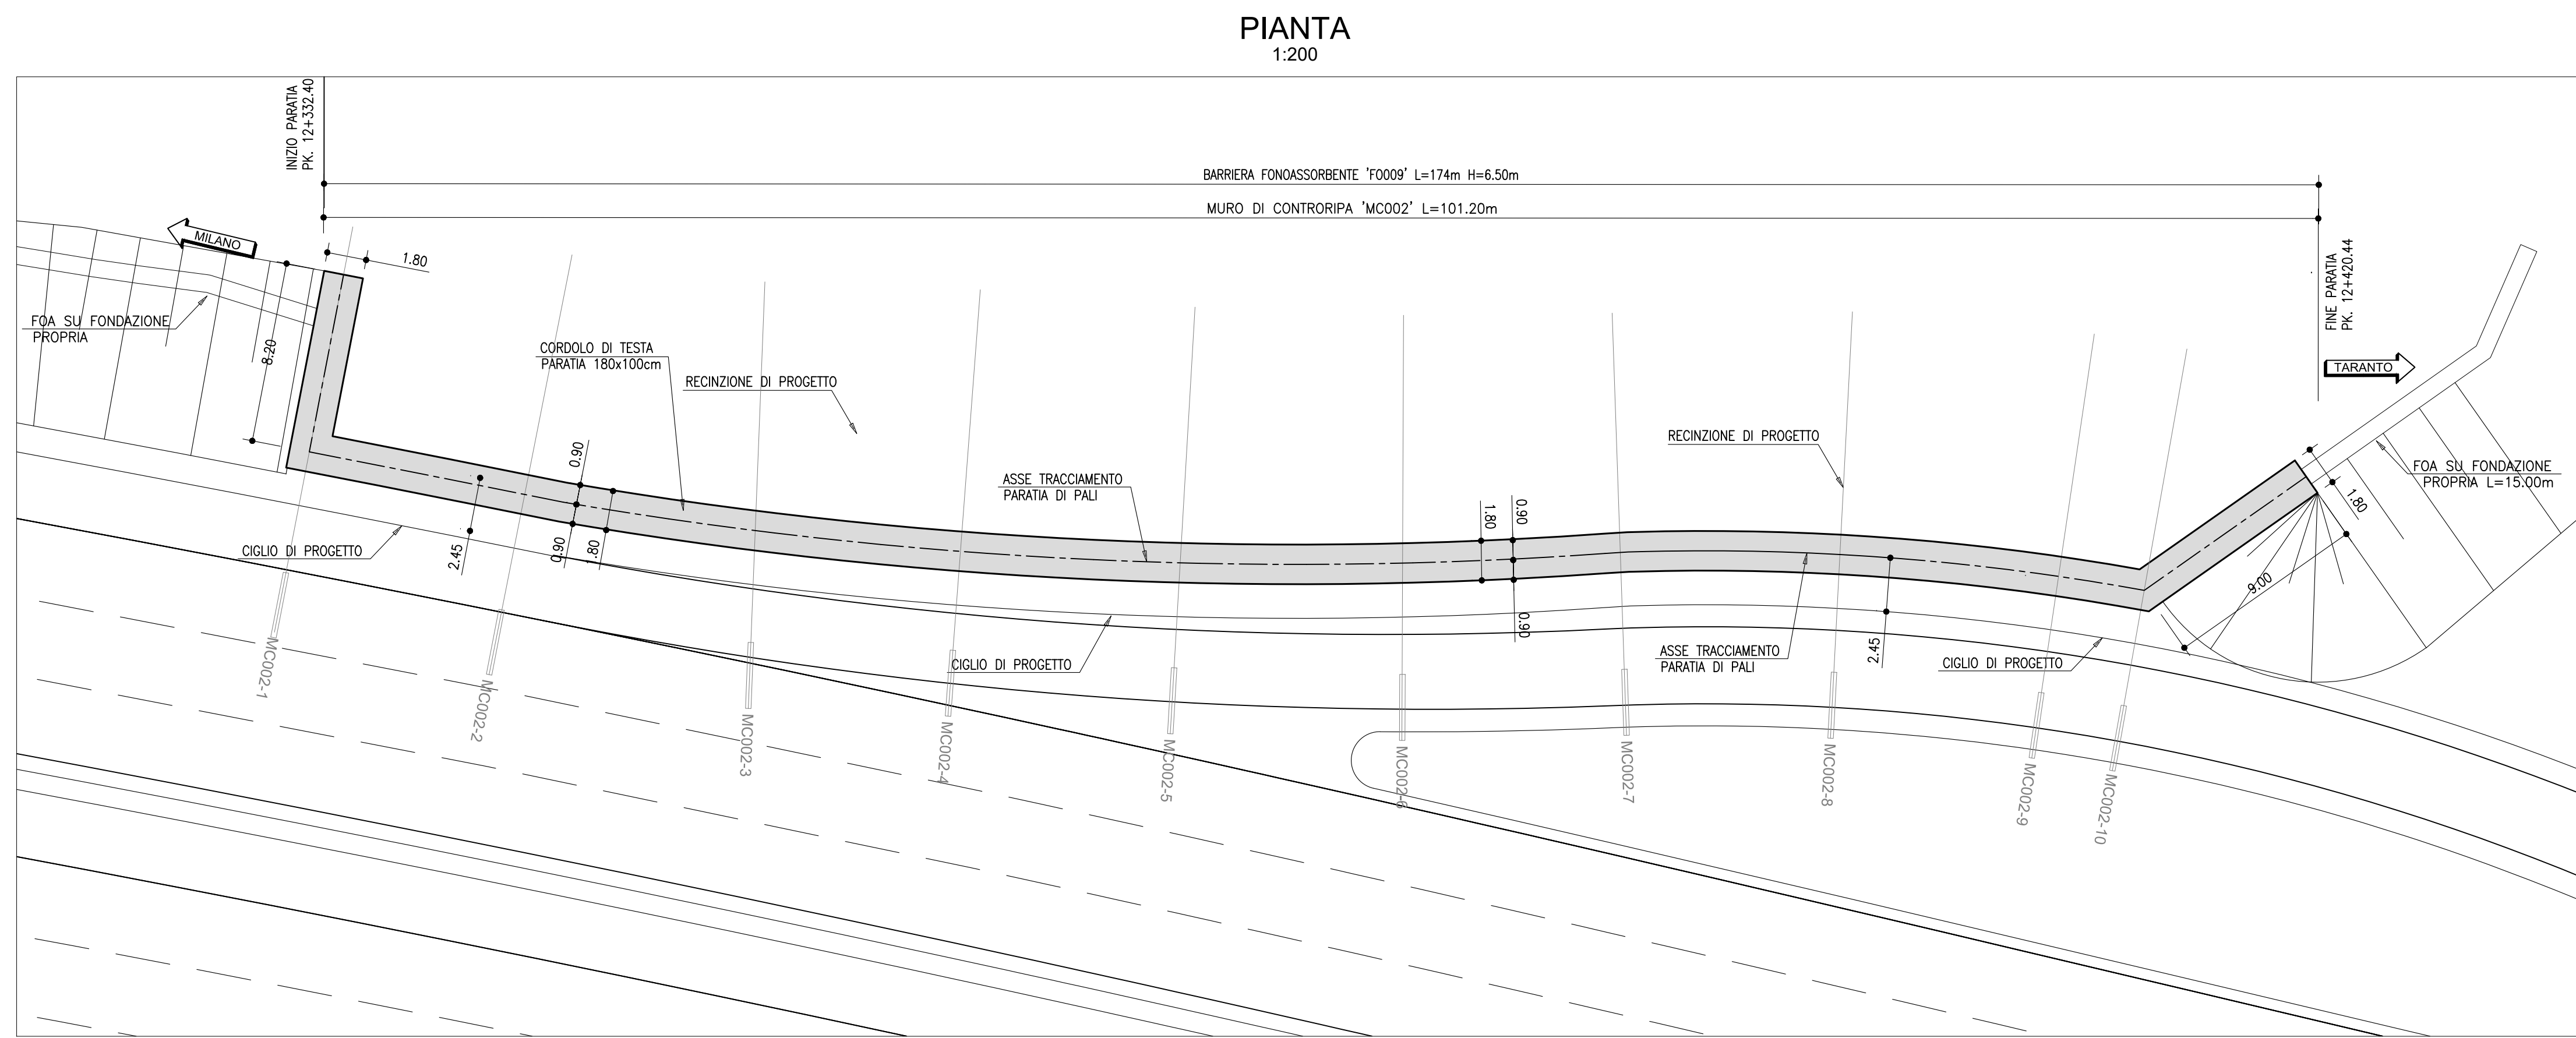 PIANTA
1:200
INIZIO PARATIA
PK. 12+332.40
BARRIERA FONOASSORBENTE 'FO009' L=174m H=6.50m
MURO DI CONTRORIPA 'MC002' L=101.20m
FINE PARATIA
PK. 12+420.44
MILANO
TARANTO
1.80
FOA SU FONDAZIONE
PROPRIA
8.20
CORDOLO DI TESTA
PARATIA 180x100cm
RECINZIONE DI PROGETTO
RECINZIONE DI PROGETTO
ASSE TRACCIAMENTO
PARATIA DI PALI
FOA SU FONDAZIONE
PROPRIA L=15.00m
1.80
9.00
0.90
0.90
1.80
2.45
CIGLIO DI PROGETTO
1.80
0.90
0.90
CIGLIO DI PROGETTO
ASSE TRACCIAMENTO
PARATIA DI PALI
2.45
CIGLIO DI PROGETTO
MC002-1
MC002-2
MC002-3
MC002-4
MC002-5
MC002-6
MC002-7
MC002-8
MC002-9
MC002-10